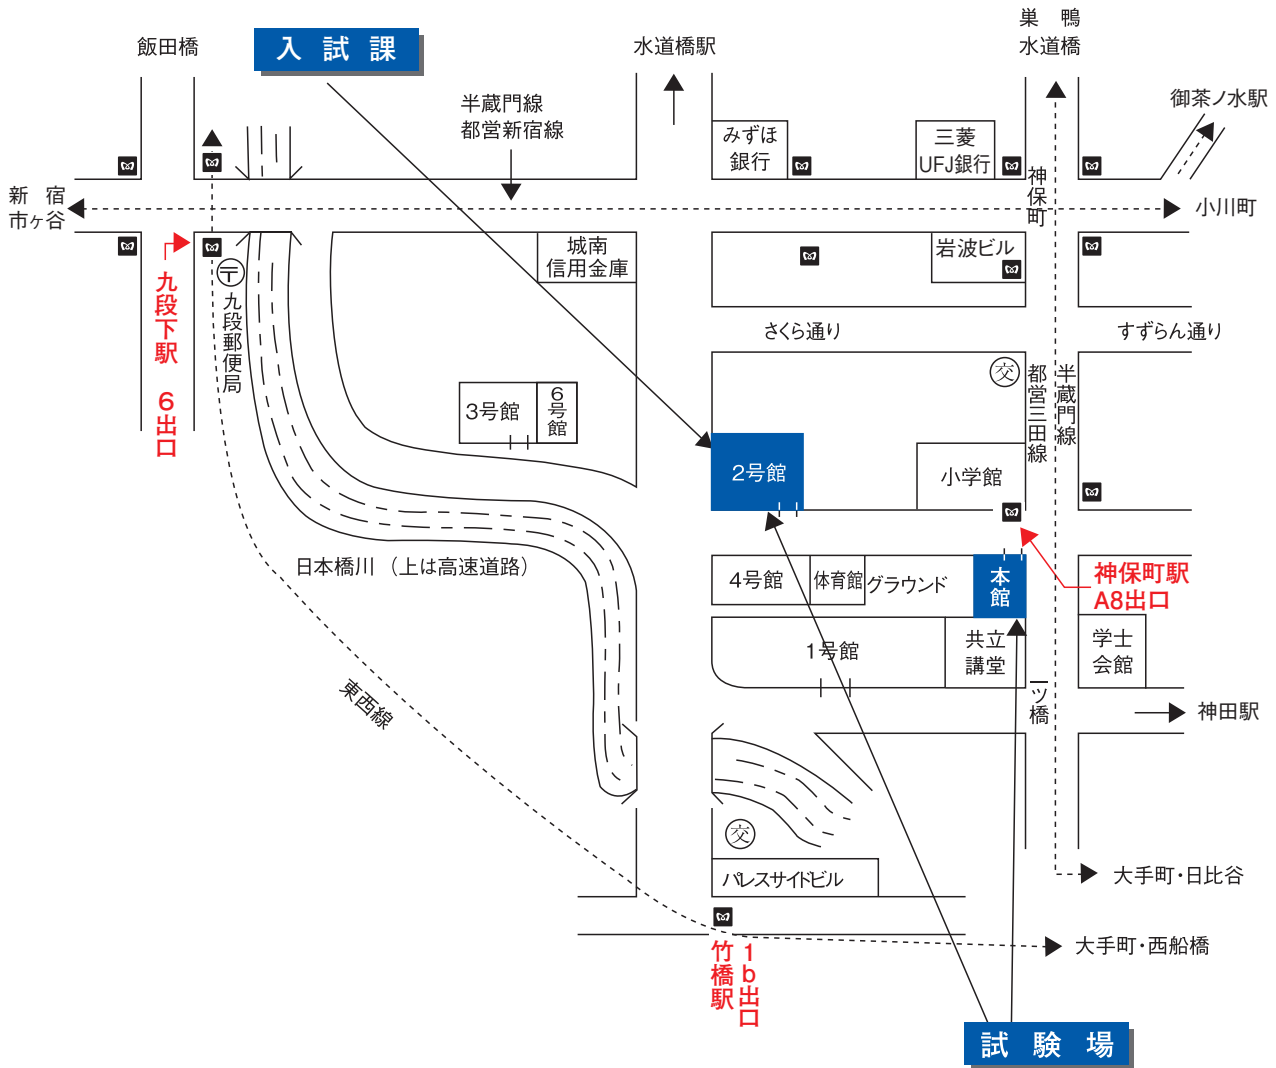 巣 鴨
水道橋
飯田橋
入 試 課
水道橋駅
御茶ノ水駅
半蔵門線
都営新宿線
みずほ
銀行
三菱
UFJ銀行
神保町
新 宿
市ヶ谷
小川町
城南
信用金庫
岩波ビル
〒
九段郵便局
九段下駅 6出口
さくら通り
すずらん通り
交
都営三田線
半蔵門線
3号館
6号館
2号館
小学館
日本橋川(上は高速道路)
4号館
体育館
グラウンド
本館
神保町駅
A8出口
1号館
共立
講堂
学士
会館
一ツ橋
東西線
神田駅
交
パレスサイドビル
大手町・日比谷
大手町・西船橋
竹橋駅
1b出口
試 験 場